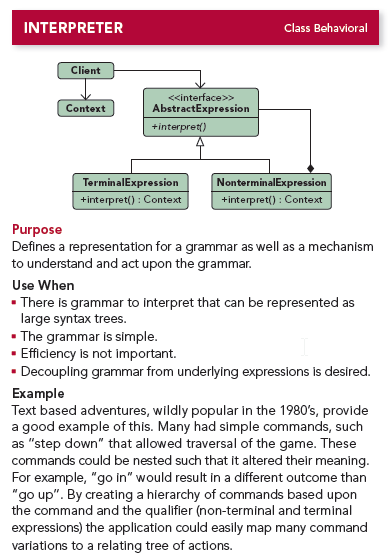 INTERPRETER Class Behavioral
Client
<<interface>>
AbstractExpression
Context
+interpret()
TerminalExpression NonterminalExpression
+interpret() : Context +interpret() : Context
Purpose
Defines a representation for a grammar as well as a mechanism
to understand and act upon the grammar.
Use When
▪ There is grammar to interpret that can be represented as
large syntax trees.
▪ The grammar is simple.
▪ Efficiency is not important.
▪ Decoupling grammar from underlying expressions is desired.
Example
Text based adventures, wildly popular in the 1980's, provide
a good example of this. Many had simple commands, such
as "step down" that allowed traversal of the game. These
commands could be nested such that it altered their meaning.
For example, "go in" would result in a different outcome than
"go up". By creating a hierarchy of commands based upon
the command and the qualifier (non-terminal and terminal
expressions) the application could easily map many command
variations to a relating tree of actions.